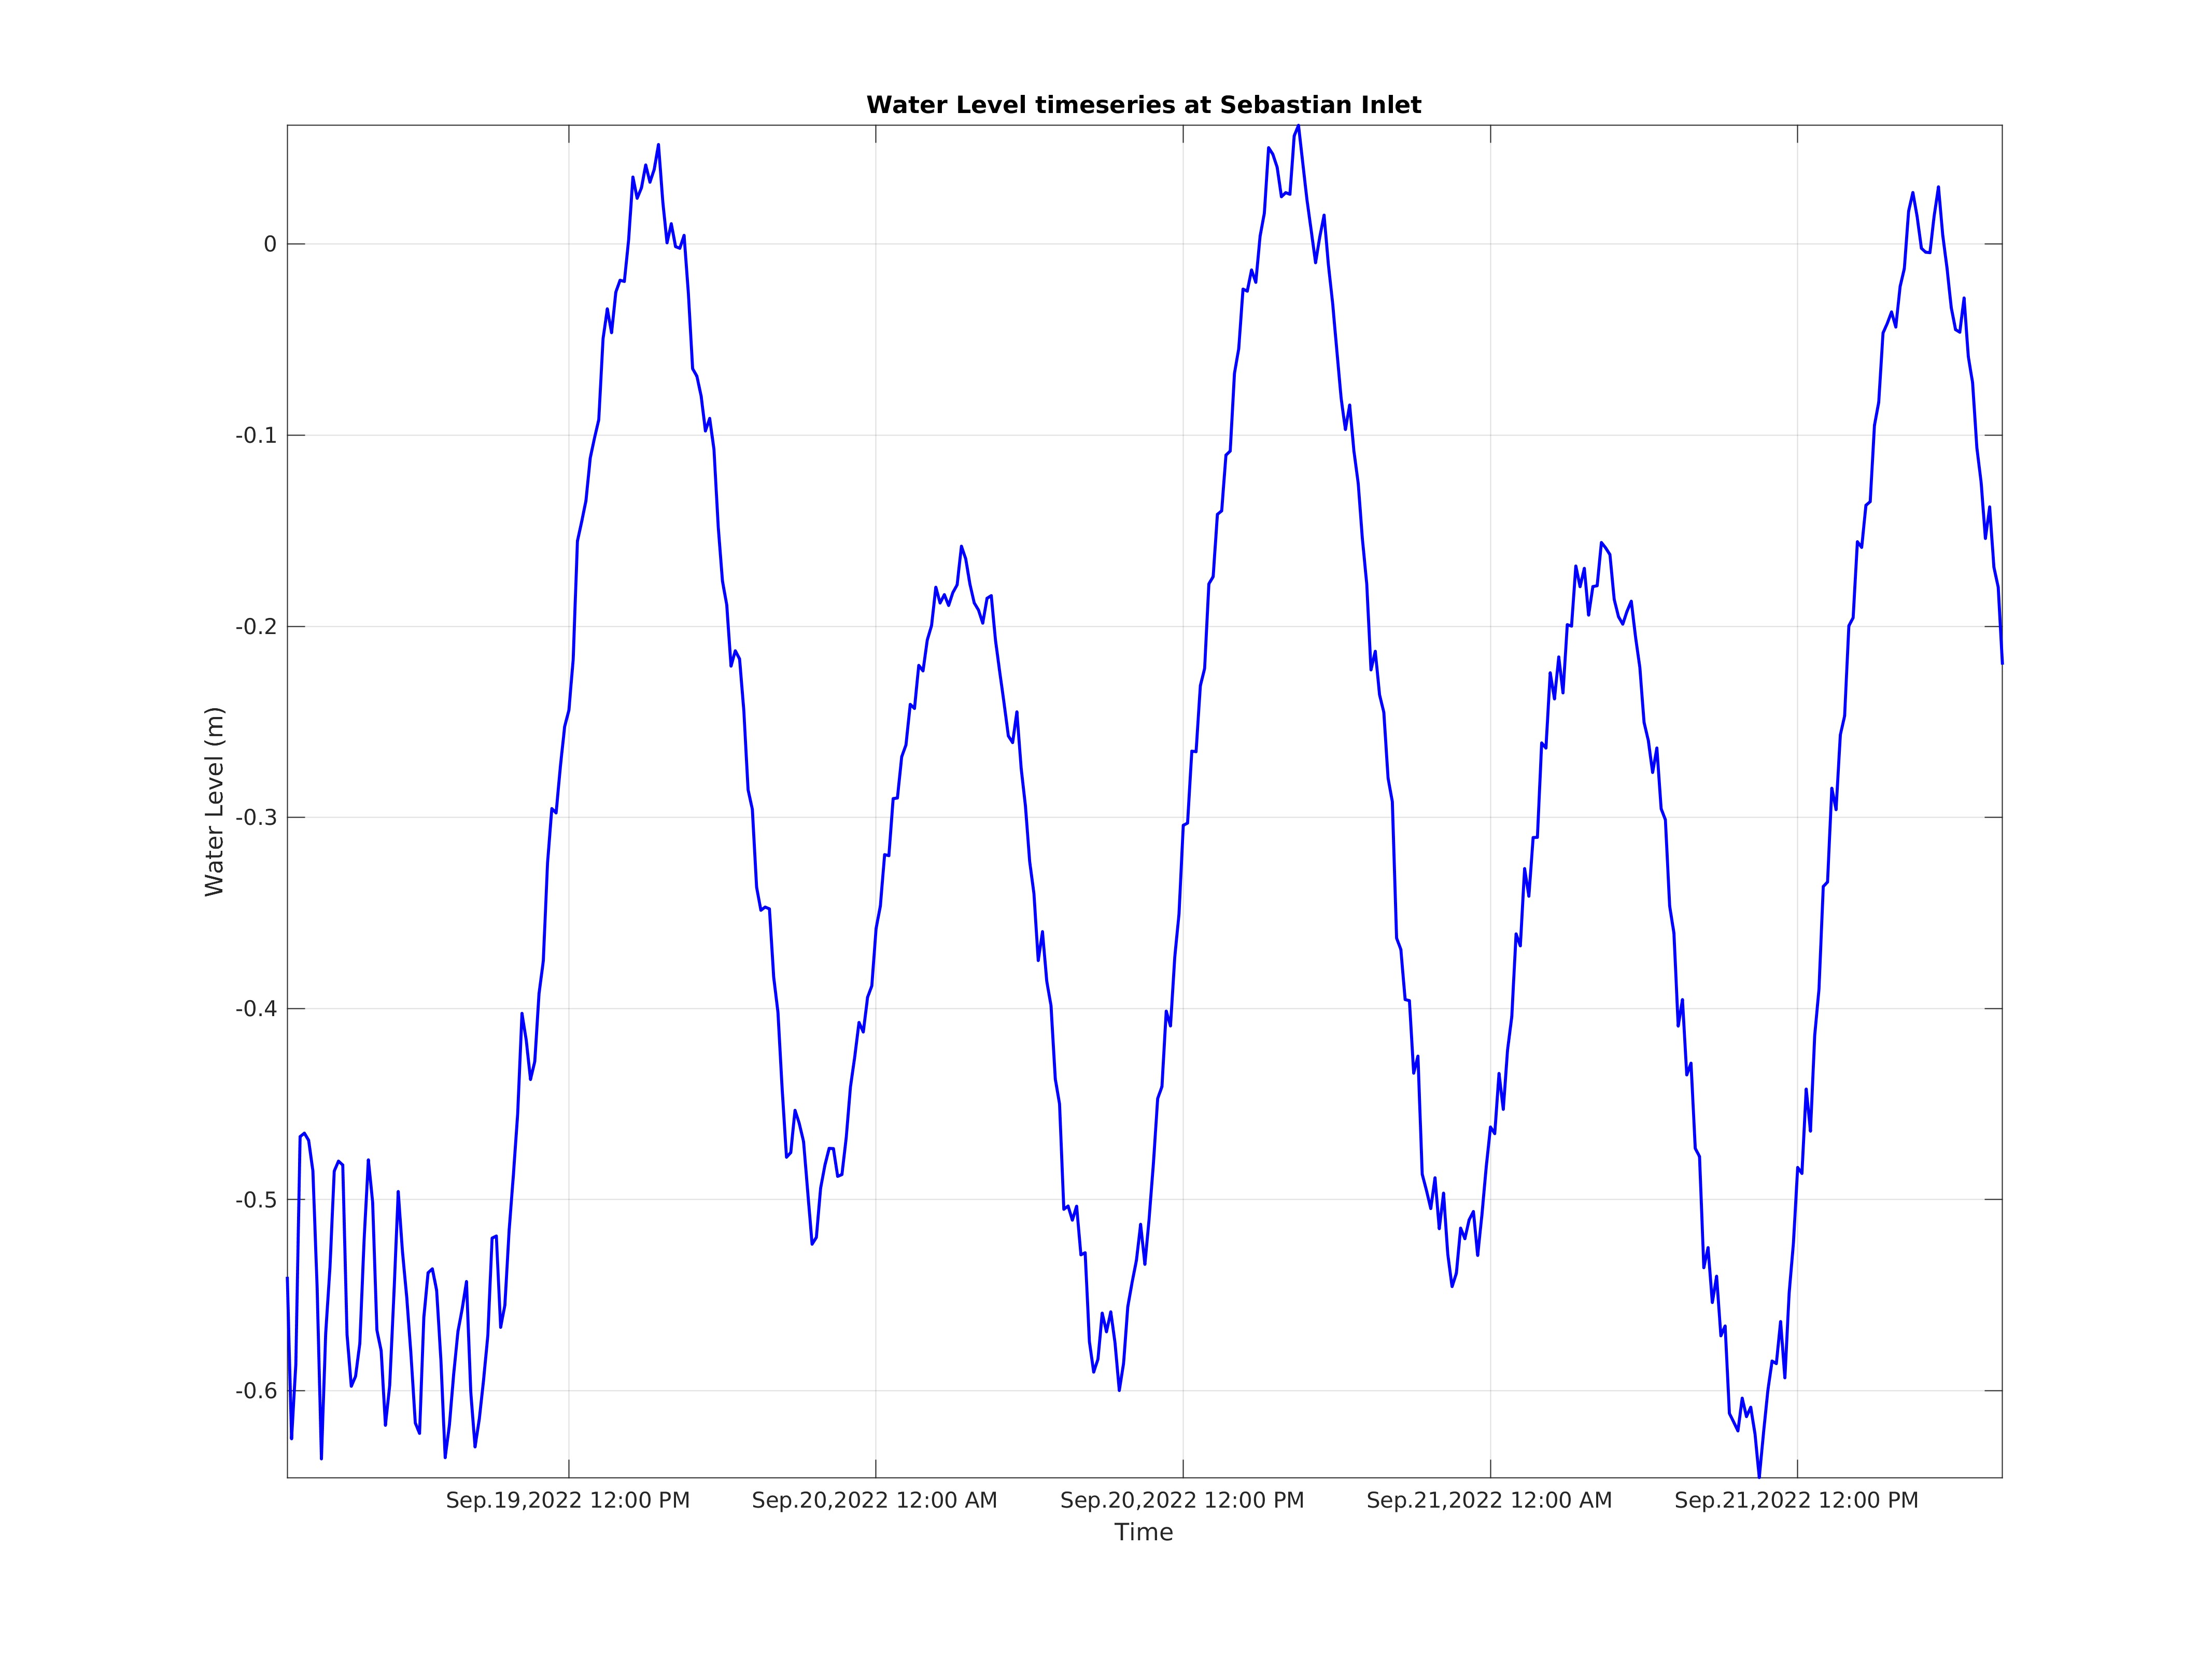 Water Level timeseries at Sebastian Inlet
0
-0.1
-0.2
-0.3
-0.4
-0.5
-0.6
Water Level (m)
Sep.19,2022 12:00 PM
Sep.20,2022 12:00 AM
Sep.20,2022 12:00 PM
Sep.21,2022 12:00 AM
Sep.21,2022 12:00 PM
Time